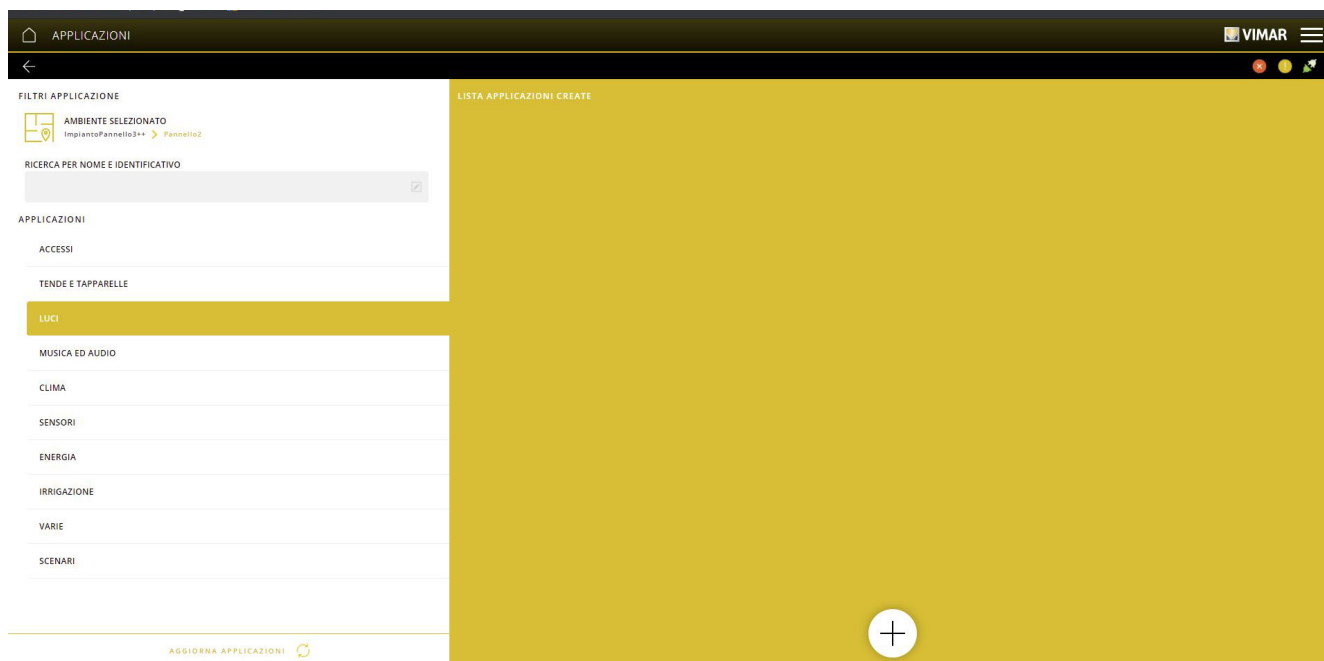 APPLICAZIONI
VIMAR
FILTRI APPLICAZIONE
AMBIENTE SELEZIONATO
ImpiantoPannello3++ > Pannello2
RICERCA PER NOME E IDENTIFICATIVO
APPLICAZIONI
ACCESSI
TENDE E TAPPARELLE
LUCI
MUSICA ED AUDIO
CLIMA
SENSORI
ENERGIA
IRRIGAZIONE
VARIE
SCENARI
AGGIORNA APPLICAZIONI
LISTA APPLICAZIONI CREATE